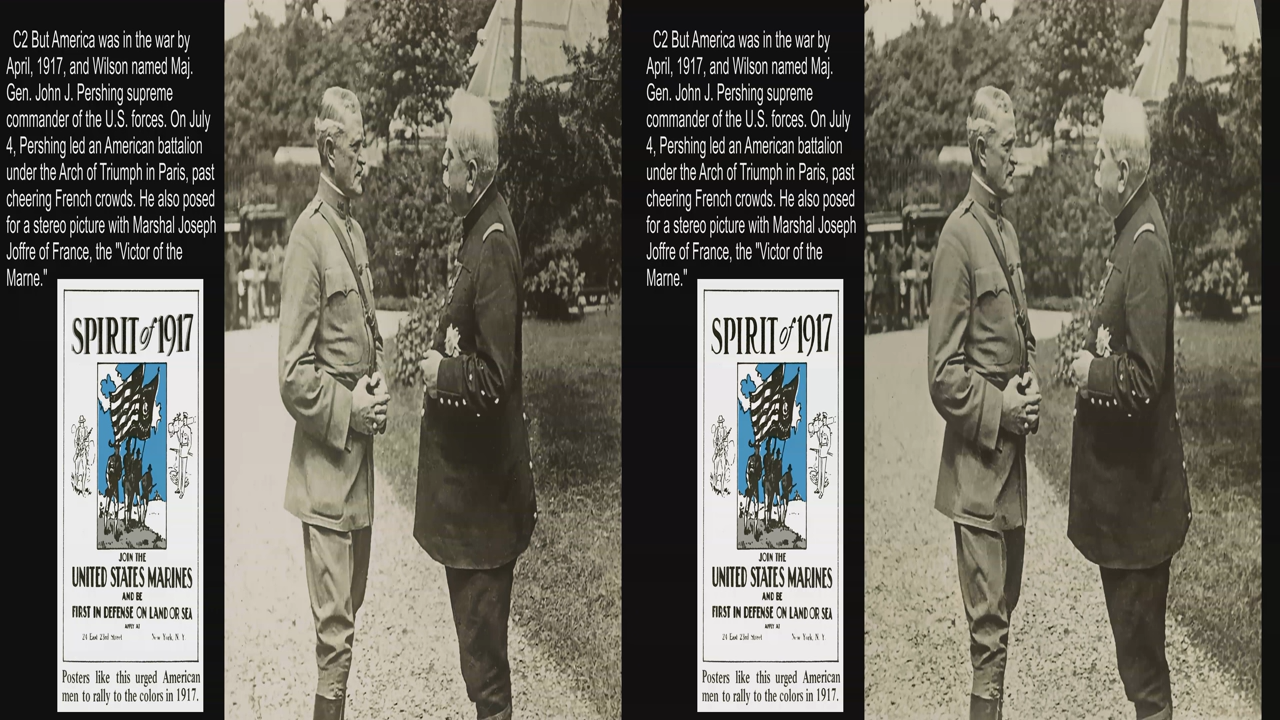 C2 But America was in the war by
April, 1917, and Wilson named Maj.
Gen. John J. Pershing supreme
commander of the U.S. forces. On July
4, Pershing led an American battalion
under the Arch of Triumph in Paris, past
cheering French crowds. He also posed
for a stereo picture with Marshal Joseph
Joffre of France, the "Victor of the
Marne."
SPIRIT of 1917
JOIN THE
UNITED STATES MARINES
AND BE
FIRST IN DEFENSE ON LAND OR SEA
APPLY AT
24 East 23rd Street New York, N. Y.
Posters like this urged American
men to rally to the colors in 1917.
C2 But America was in the war by
April, 1917, and Wilson named Maj.
Gen. John J. Pershing supreme
commander of the U.S. forces. On July
4, Pershing led an American battalion
under the Arch of Triumph in Paris, past
cheering French crowds. He also posed
for a stereo picture with Marshal Joseph
Joffre of France, the "Victor of the
Marne."
SPIRIT of 1917
JOIN THE
UNITED STATES MARINES
AND BE
FIRST IN DEFENSE ON LAND OR SEA
APPLY AT
24 East 23rd Street New York, N. Y.
Posters like this urged American
men to rally to the colors in 1917.